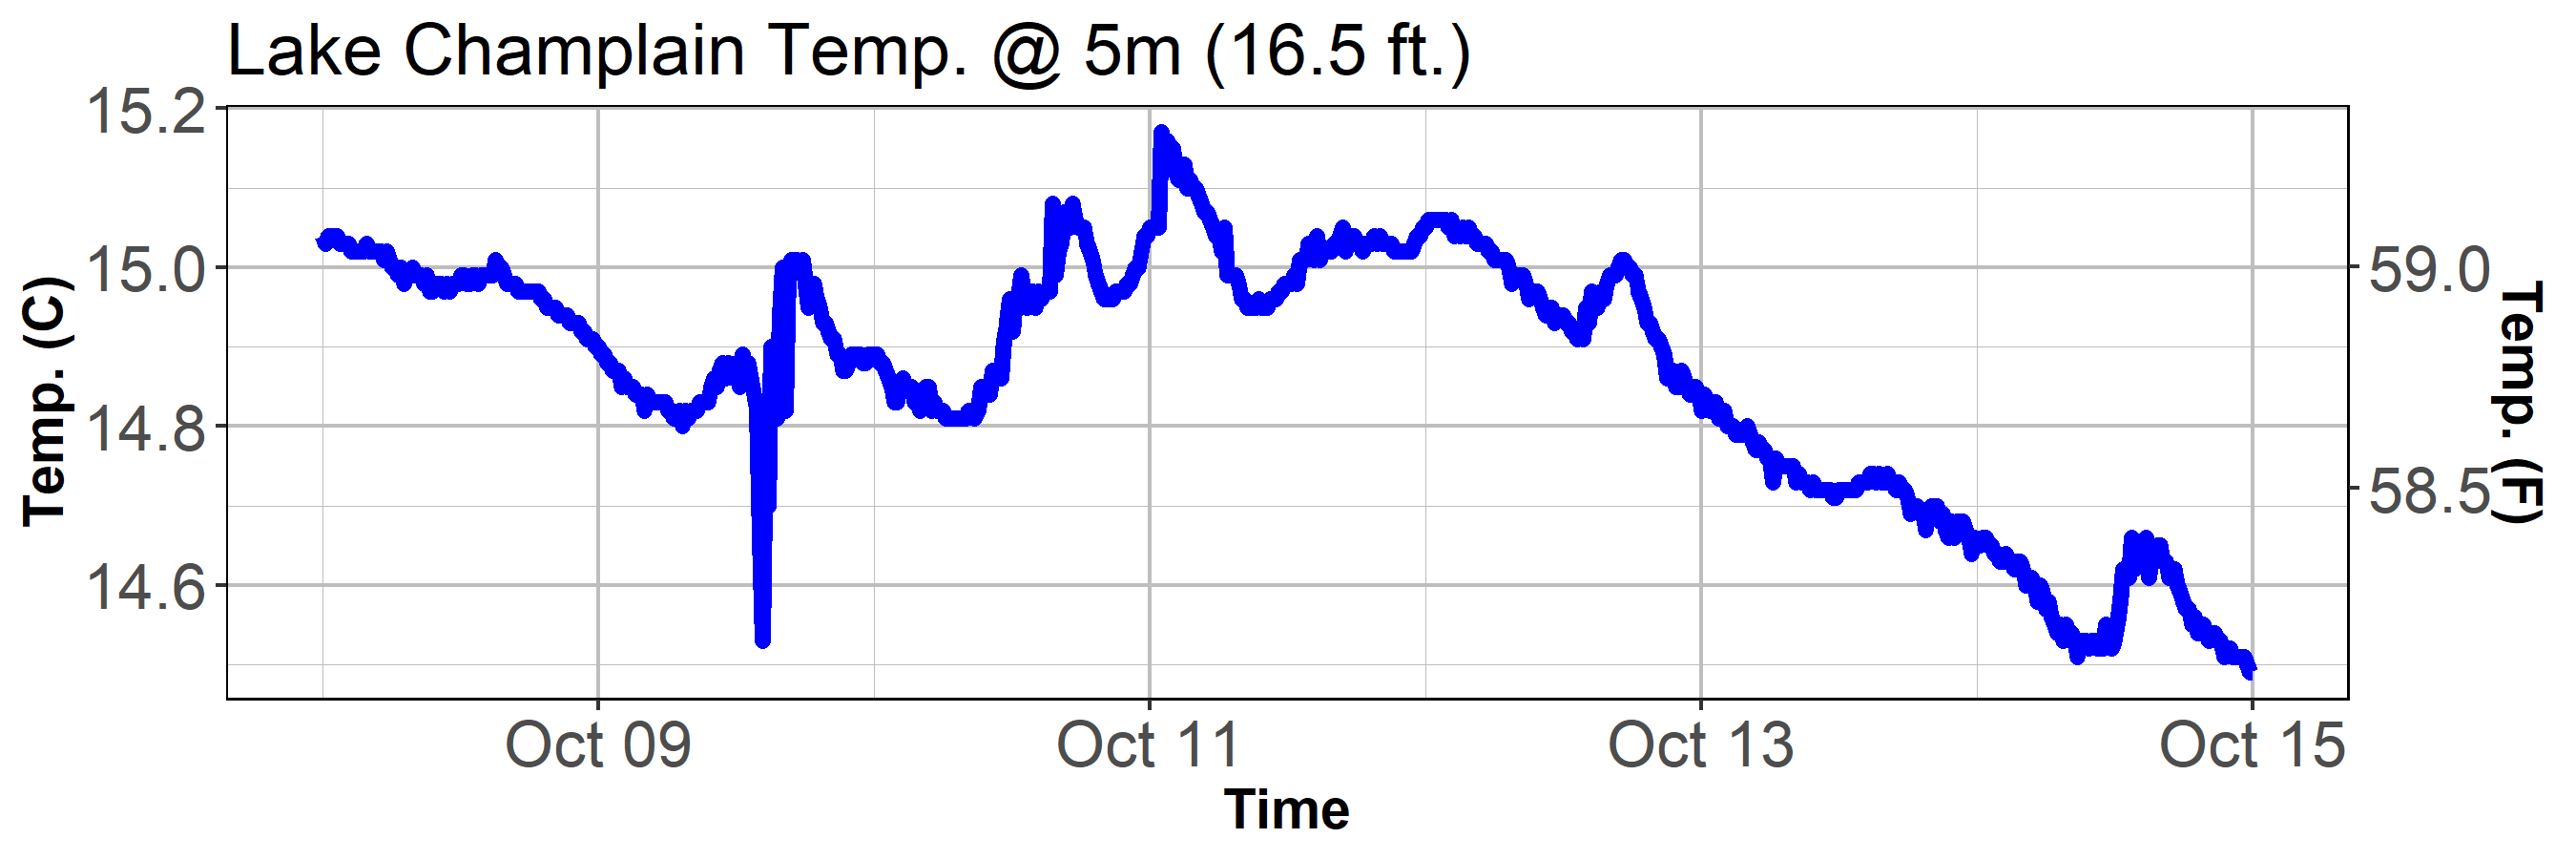 Lake Champlain Temp. @ 5m (16.5 ft.)
15.2
15.0
14.8
14.6
Temp. (C)
59.0
58.5
Temp. (F)
Oct 09
Oct 11
Oct 13
Oct 15
Time